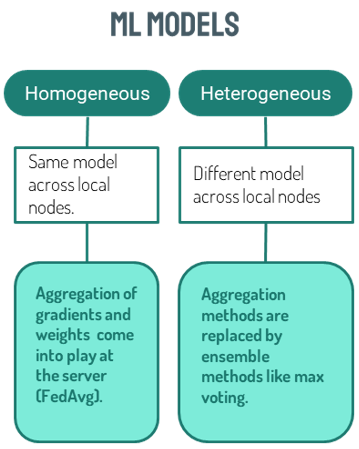 ML MODELS
Homogeneous
Heterogeneous
Same model
across local
nodes.
Different model
across local nodes
Aggregation of
gradients and
weights come
into play at
the server
(FedAvg).
Aggregation
methods are
replaced by
ensemble
methods like max
voting.